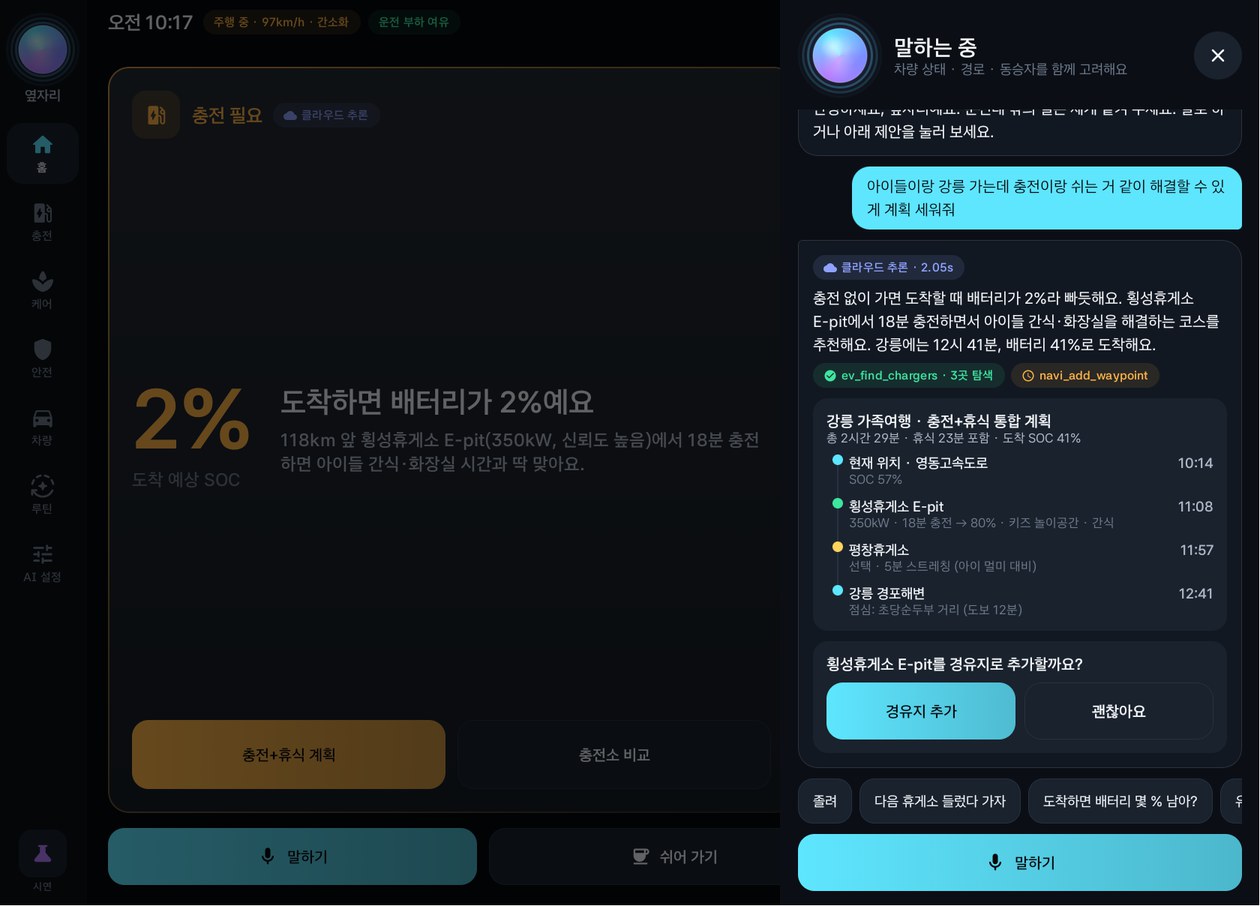 오전 10:17
주행 중 · 97km/h · 간소화
운전 부하 여유
옆자리
홈
충전
케어
안전
차량
루틴
AI 설정
시연
충전 필요
클라우드 추론
2%
도착 예상 SOC
도착하면 배터리가 2%예요
118km 앞 횡성휴게소 E-pit(350kW, 신뢰도 높음)에서 18분 충전
하면 아이들 간식·화장실 시간과 딱 맞아요.
충전+휴식 계획
충전소 비교
말하기
쉬어 가기
말하는 중
차량 상태 · 경로 · 동승자를 함께 고려해요
거나 아래 제안을 눌러 보세요.
아이들이랑 강릉 가는데 충전이랑 쉬는 거 같이 해결할 수 있
게 계획 세워줘
클라우드 추론 · 2.05s
충전 없이 가면 도착할 때 배터리가 2%라 빠듯해요. 횡성휴게소
E-pit에서 18분 충전하면서 아이들 간식·화장실을 해결하는 코스를
추천해요. 강릉에는 12시 41분, 배터리 41%로 도착해요.
ev_find_chargers · 3곳 탐색
navi_add_waypoint
강릉 가족여행 · 충전+휴식 통합 계획
총 2시간 29분 · 휴식 23분 포함 · 도착 SOC 41%
현재 위치 · 영동고속도로 10:14
SOC 57%
횡성휴게소 E-pit 11:08
350kW · 18분 충전 → 80% · 키즈 놀이공간 · 간식
평창휴게소 11:57
선택 · 5분 스트레칭 (아이 멀미 대비)
강릉 경포해변 12:41
점심: 초당순두부 거리 (도보 12분)
횡성휴게소 E-pit를 경유지로 추가할까요?
경유지 추가
괜찮아요
졸려
다음 휴게소 들렀다 가자
도착하면 배터리 몇 % 남아?
말하기